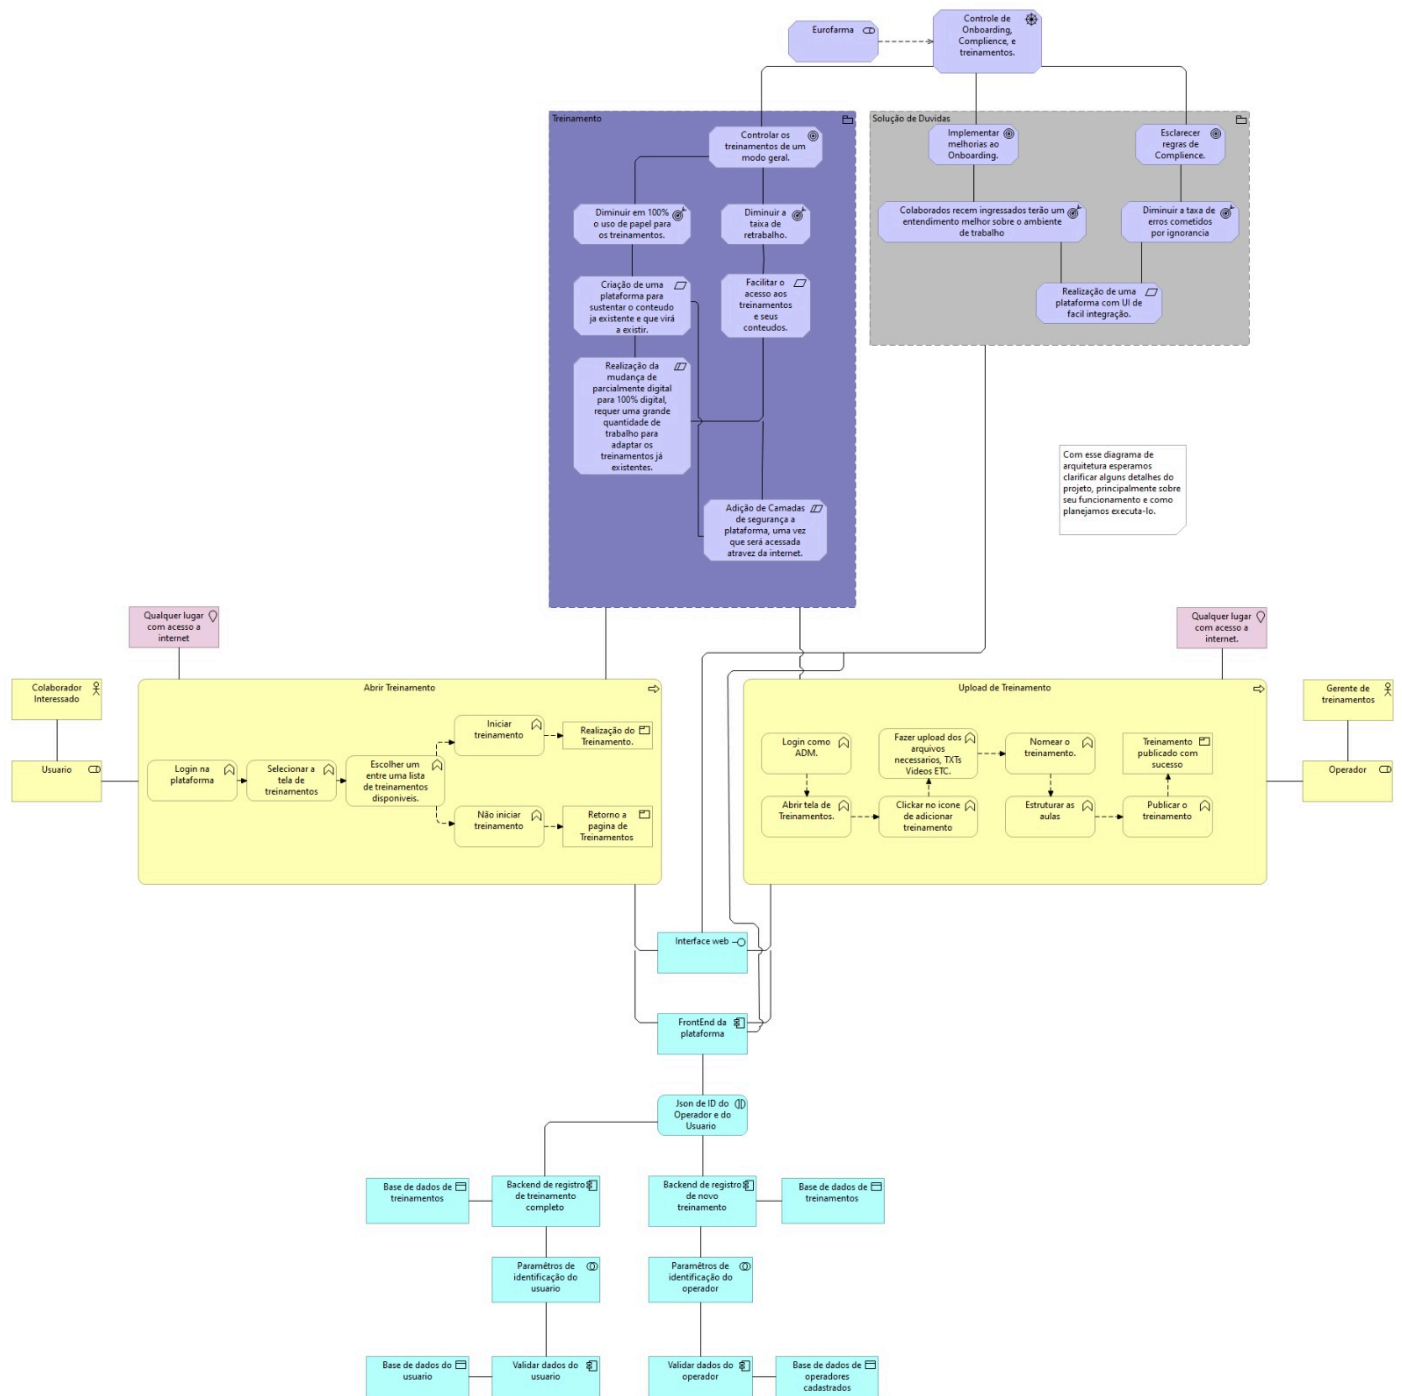 Eurofarma
Controle de
Onboarding,
Complience, e
treinamentos.
Treinamento
Controlar os
treinamentos de um
modo geral.
Diminuir em 100%
o uso de papel para
os treinamentos.
Diminuir a
taixa de
retrabalho.
Criação de uma
plataforma para
sustentar o conteudo
ja existente e que virá
a existir.
Facilitar o
acesso aos
treinamentos
e seus
conteudos.
Realização da
mudança de
parcialmente digital
para 100% digital,
requer uma grande
quantidade de
trabalho para
adaptar os
treinamentos já
existentes.
Adição de Camadas
de segurança a
plataforma, uma vez
que será acessada
atravez da internet.
Solução de Duvidas
Implementar
melhorias ao
Onboarding.
Esclarecer
regras de
Complience.
Colaborados recem ingressados terão um
entendimento melhor sobre o ambiente
de trabalho
Diminuir a taxa de
erros cometidos
por ignorancia
Realização de uma
plataforma com UI de
facil integração.
Com esse diagrama de
arquitetura esperamos
clarificar alguns detalhes do
projeto, principalmente sobre
seu funcionamento e como
planejamos executa-lo.
Qualquer lugar
com acesso a
internet
Colaborador
Interessado
Usuario
Abrir Treinamento
Login na
plataforma
Selecionar a
tela de
treinamentos
Escolher um
entre uma lista
de treinamentos
disponiveis.
Iniciar
treinamento
Realização do
Treinamento.
Não iniciar
treinamento
Retorno a
pagina de
Treinamentos
Qualquer lugar
com acesso a
internet.
Gerente de
treinamentos
Operador
Upload de Treinamento
Login como
ADM.
Abrir tela de
Treinamentos.
Fazer upload dos
arquivos
necessarios, TXTs
Videos ETC.
Clickar no icone
de adicionar
treinamento
Nomear o
treinamento.
Estruturar as
aulas
Treinamento
publicado com
sucesso
Publicar o
treinamento
Interface web
FrontEnd da
plataforma
Json de ID do
Operador e do
Usuario
Base de dados de
treinamentos
Backend de registro
de treinamento
completo
Backend de registro
de novo
treinamento
Base de dados de
treinamentos
Paramêtros de
identificação do
usuario
Paramêtros de
identificação do
operador
Base de dados do
usuario
Validar dados do
usuario
Validar dados do
operador
Base de dados de
operadores
cadastrados